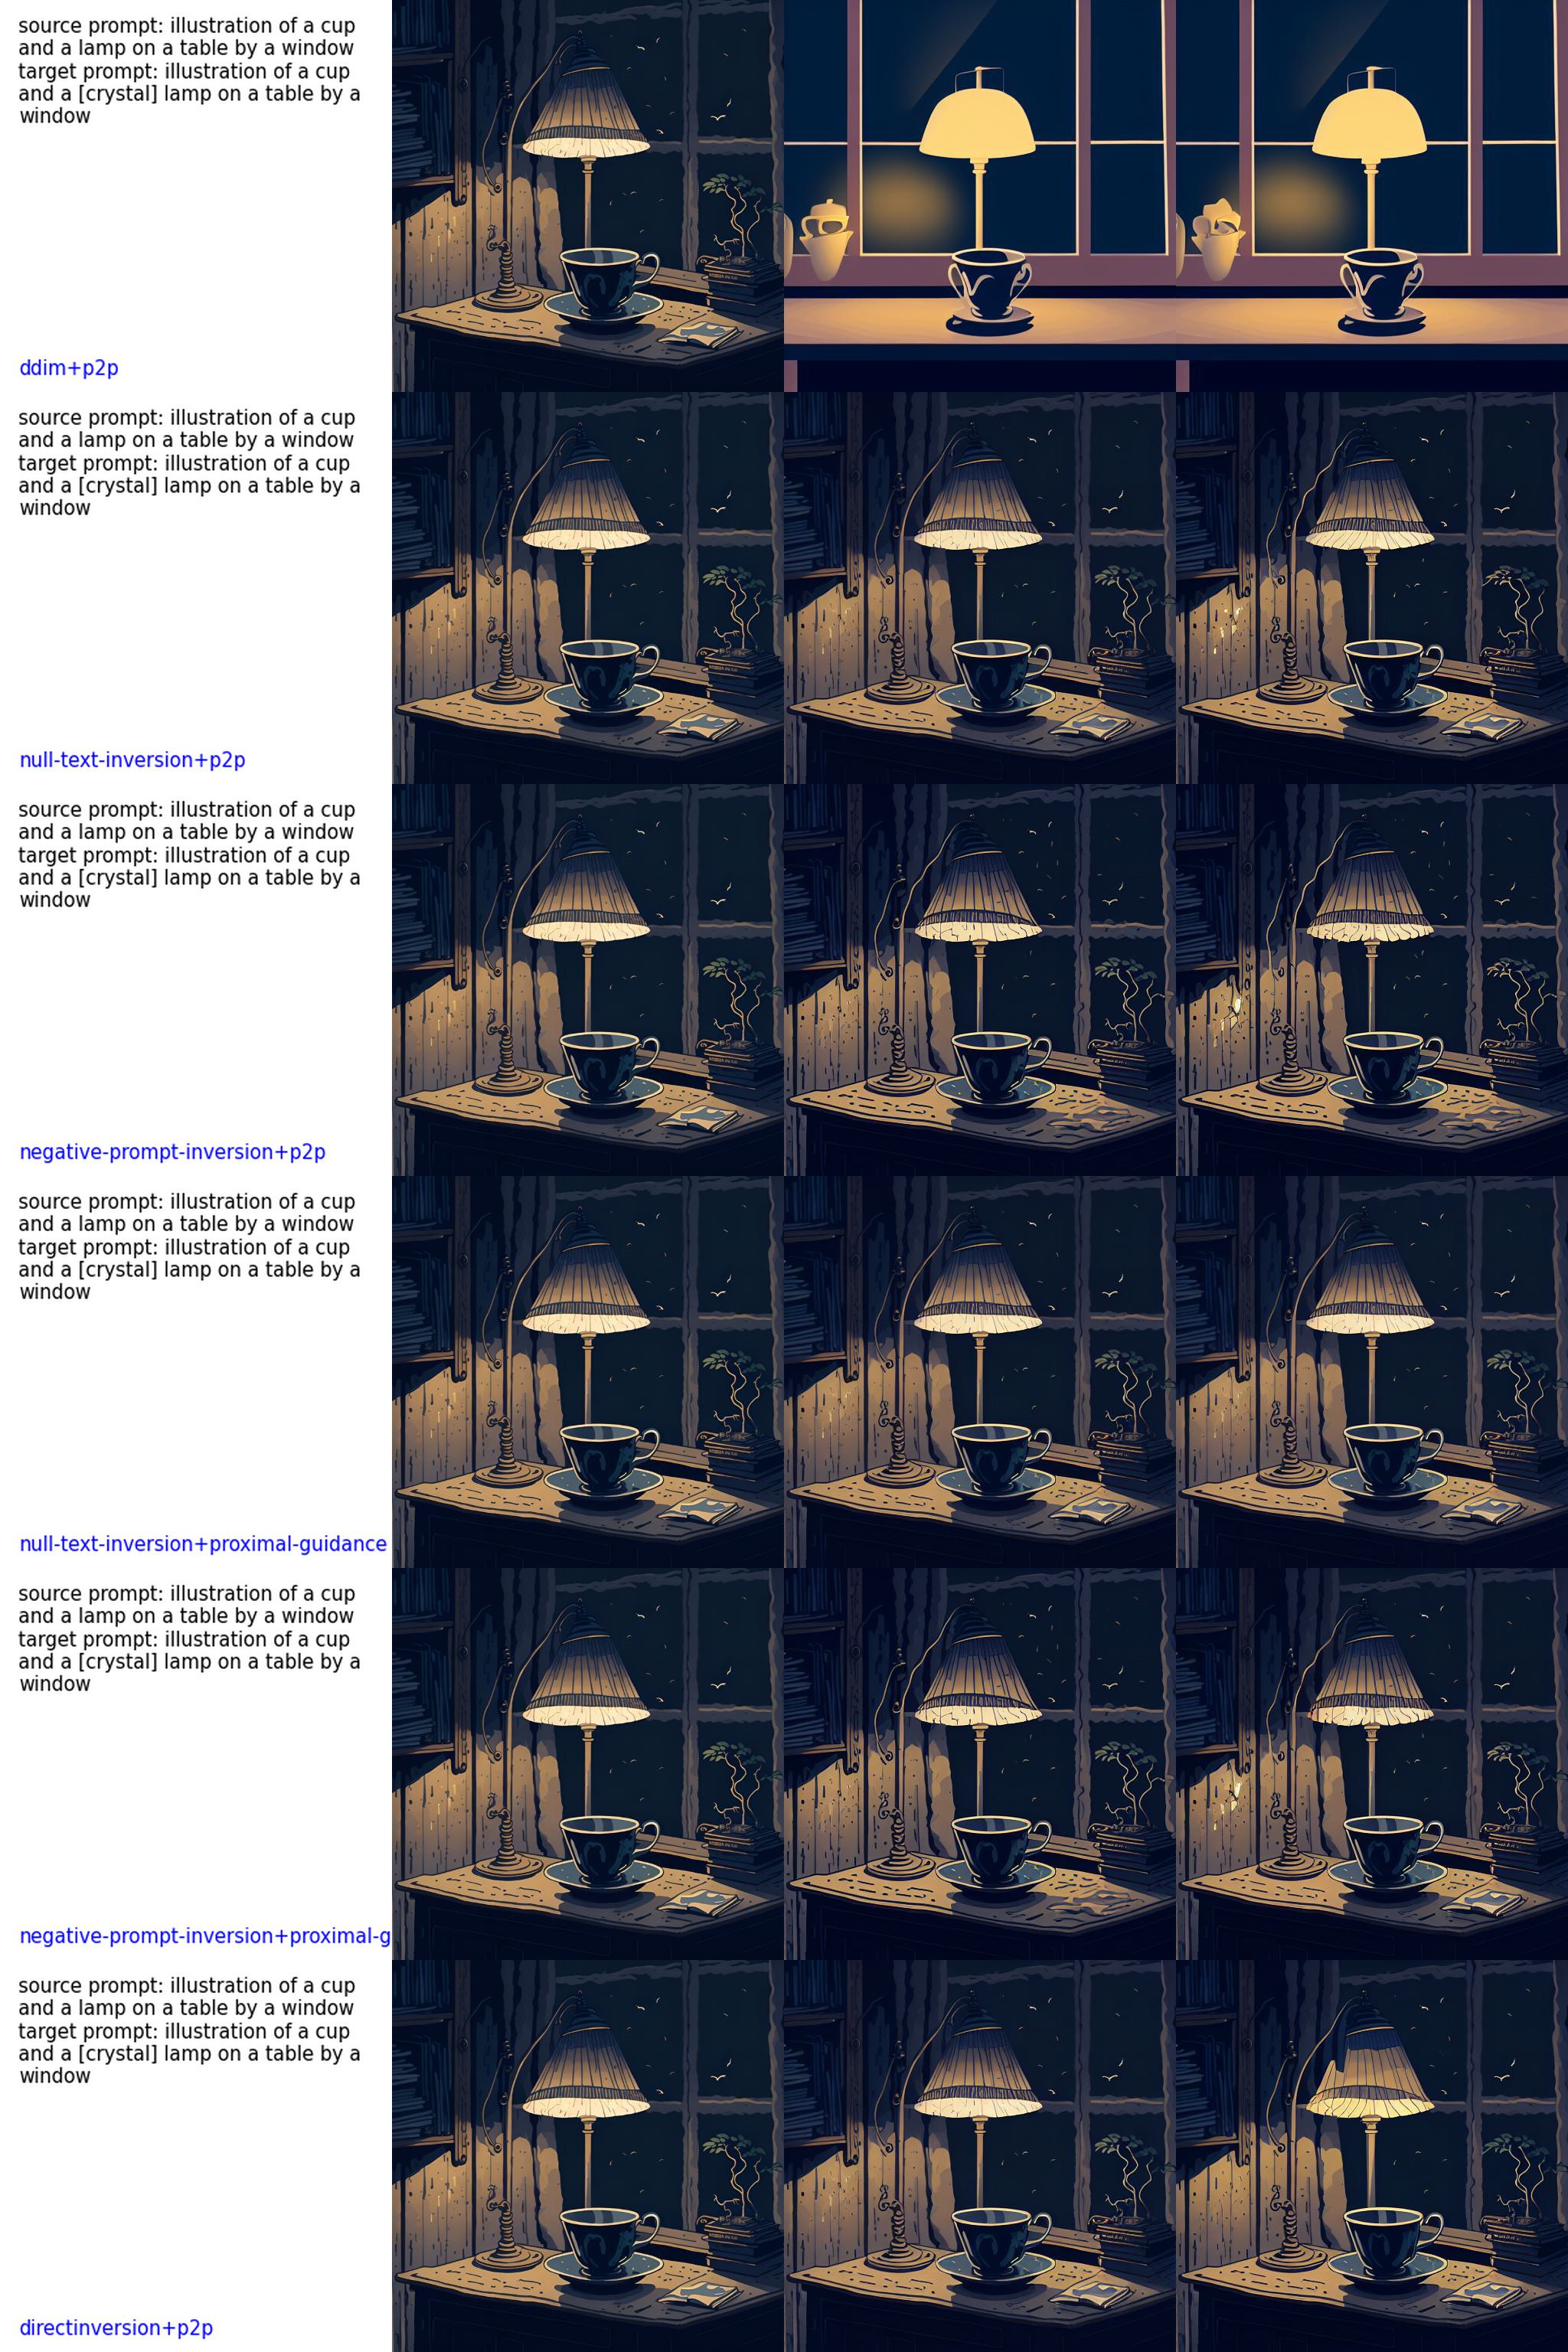 source prompt: illustration of a cup
and a lamp on a table by a window
target prompt: illustration of a cup
and a [crystal] lamp on a table by a
window
ddim+p2p
source prompt: illustration of a cup
and a lamp on a table by a window
target prompt: illustration of a cup
and a [crystal] lamp on a table by a
window
null-text-inversion+p2p
source prompt: illustration of a cup
and a lamp on a table by a window
target prompt: illustration of a cup
and a [crystal] lamp on a table by a
window
negative-prompt-inversion+p2p
source prompt: illustration of a cup
and a lamp on a table by a window
target prompt: illustration of a cup
and a [crystal] lamp on a table by a
window
null-text-inversion+proximal-guidance
source prompt: illustration of a cup
and a lamp on a table by a window
target prompt: illustration of a cup
and a [crystal] lamp on a table by a
window
negative-prompt-inversion+proximal-g
source prompt: illustration of a cup
and a lamp on a table by a window
target prompt: illustration of a cup
and a [crystal] lamp on a table by a
window
directinversion+p2p